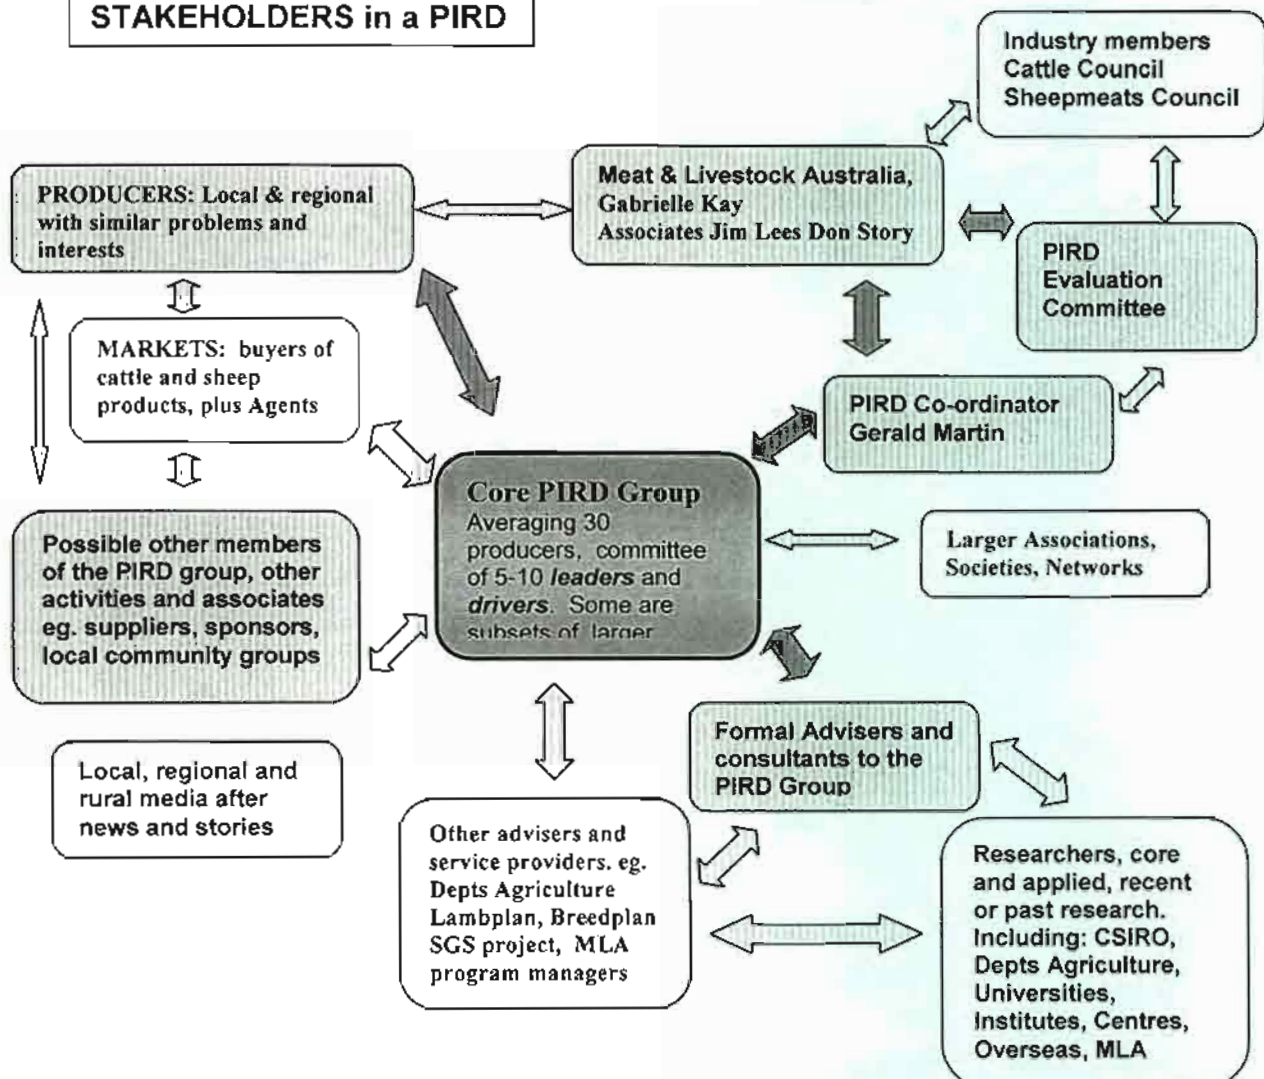 STAKEHOLDERS in a PIRD
Industry members
Cattle Council
Sheepmeats Council
PRODUCERS: Local & regional
with similar problems and
interests
Meat & Livestock Australia,
Gabrielle Kay
Associates Jim Lees Don Story
PIRD
Evaluation
Committee
MARKETS: buyers of
cattle and sheep
products, plus Agents
PIRD Co-ordinator
Gerald Martin
Core PIRD Group
Averaging 30
producers, committee
of 5-10 leaders and
drivers. Some are
subsets of larger
Larger Associations,
Societies, Networks
Possible other members
of the PIRD group, other
activities and associates
eg. suppliers, sponsors,
local community groups
Formal Advisers and
consultants to the
PIRD Group
Local, regional and
rural media after
news and stories
Other advisers and
service providers. eg.
Depts Agriculture
Lambplan, Breedplan
SGS project, MLA
program managers
Researchers, core
and applied, recent
or past research.
Including: CSIRO,
Depts Agriculture,
Universities,
Institutes, Centres,
Overseas, MLA